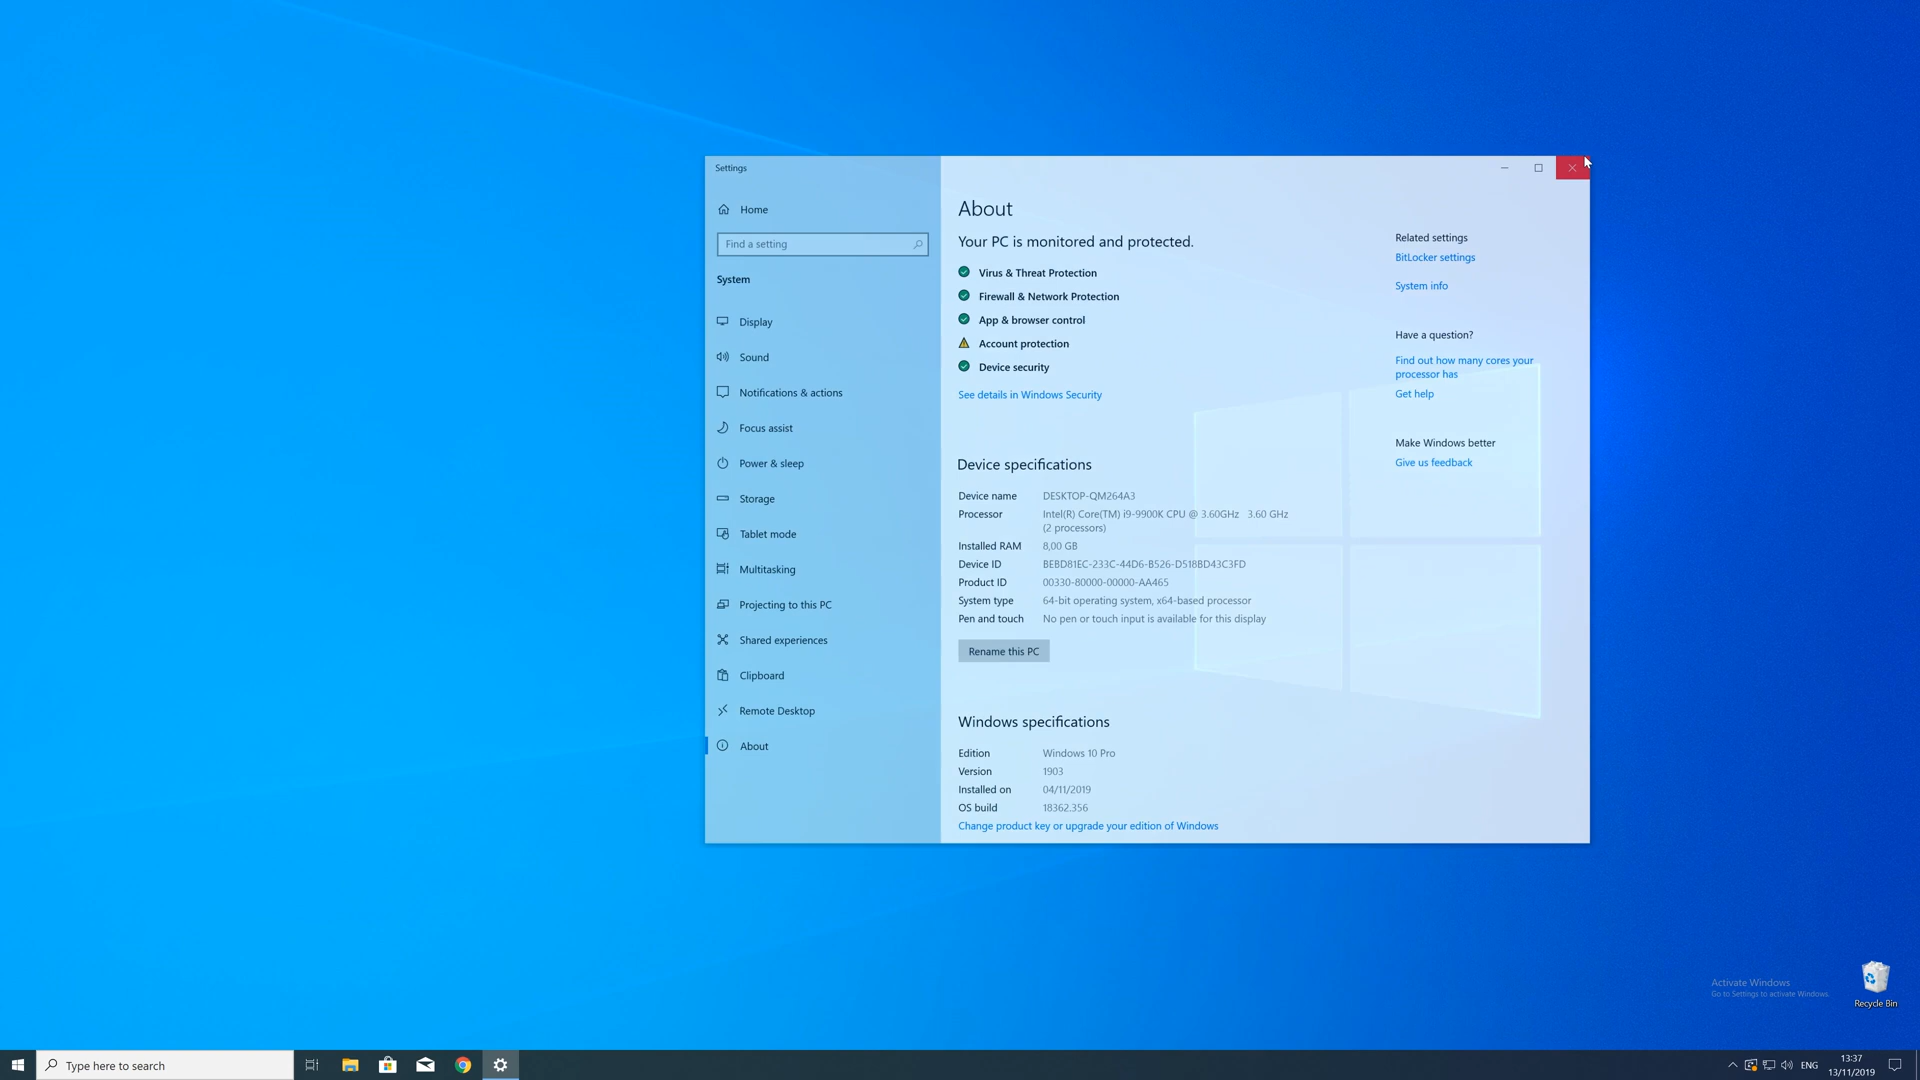 Settings
Home
Find a setting
System
Display
Sound
Notifications & actions
Focus assist
Power & sleep
Storage
Tablet mode
Multitasking
Projecting to this PC
Shared experiences
Clipboard
Remote Desktop
About
About
Your PC is monitored and protected.
Virus & Threat Protection
Firewall & Network Protection
App & browser control
Account protection
Device security
See details in Windows Security
Device specifications
Device name DESKTOP-QM264A3
Processor Intel(R) Core(TM) i9-9900K CPU @ 3.60GHz 3.60 GHz
(2 processors)
Installed RAM 8,00 GB
Device ID BEBD81EC-233C-44D6-B526-D518BD43C3FD
Product ID 00330-80000-00000-AA465
System type 64-bit operating system, x64-based processor
Pen and touch No pen or touch input is available for this display
Rename this PC
Windows specifications
Edition Windows 10 Pro
Version 1903
Installed on 04/11/2019
OS build 18362.356
Change product key or upgrade your edition of Windows
Related settings
BitLocker settings
System info
Have a question?
Find out how many cores your
processor has
Get help
Make Windows better
Give us feedback
Activate Windows
Go to Settings to activate Windows.
Recycle Bin
Type here to search
ENG
13:37
13/11/2019